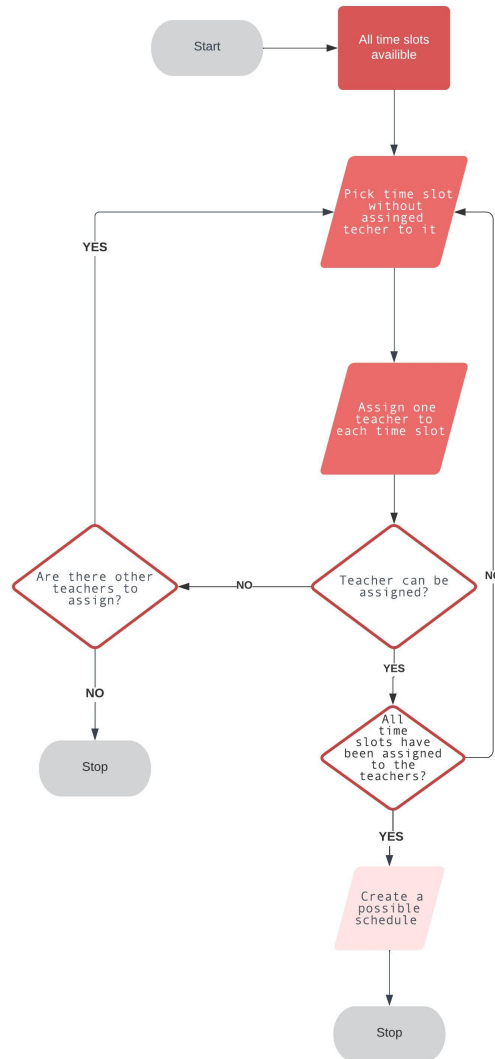 Start
All time slots
availible
Pick time slot
without
assinged
techer to it
YES
Assign one
teacher to
each time slot
Are there other
teachers to
assign?
NO
Teacher can be
assigned?
NO
NO
YES
All
time
slots have
been assigned
to the
teachers?
Stop
YES
Create a
possible
schedule
Stop